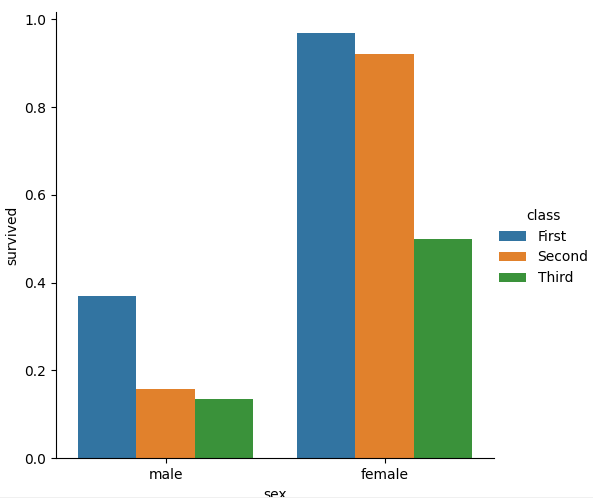 1.0
0.8
0.6
0.4
0.2
0.0
survived
male
female
sex
class
First
Second
Third